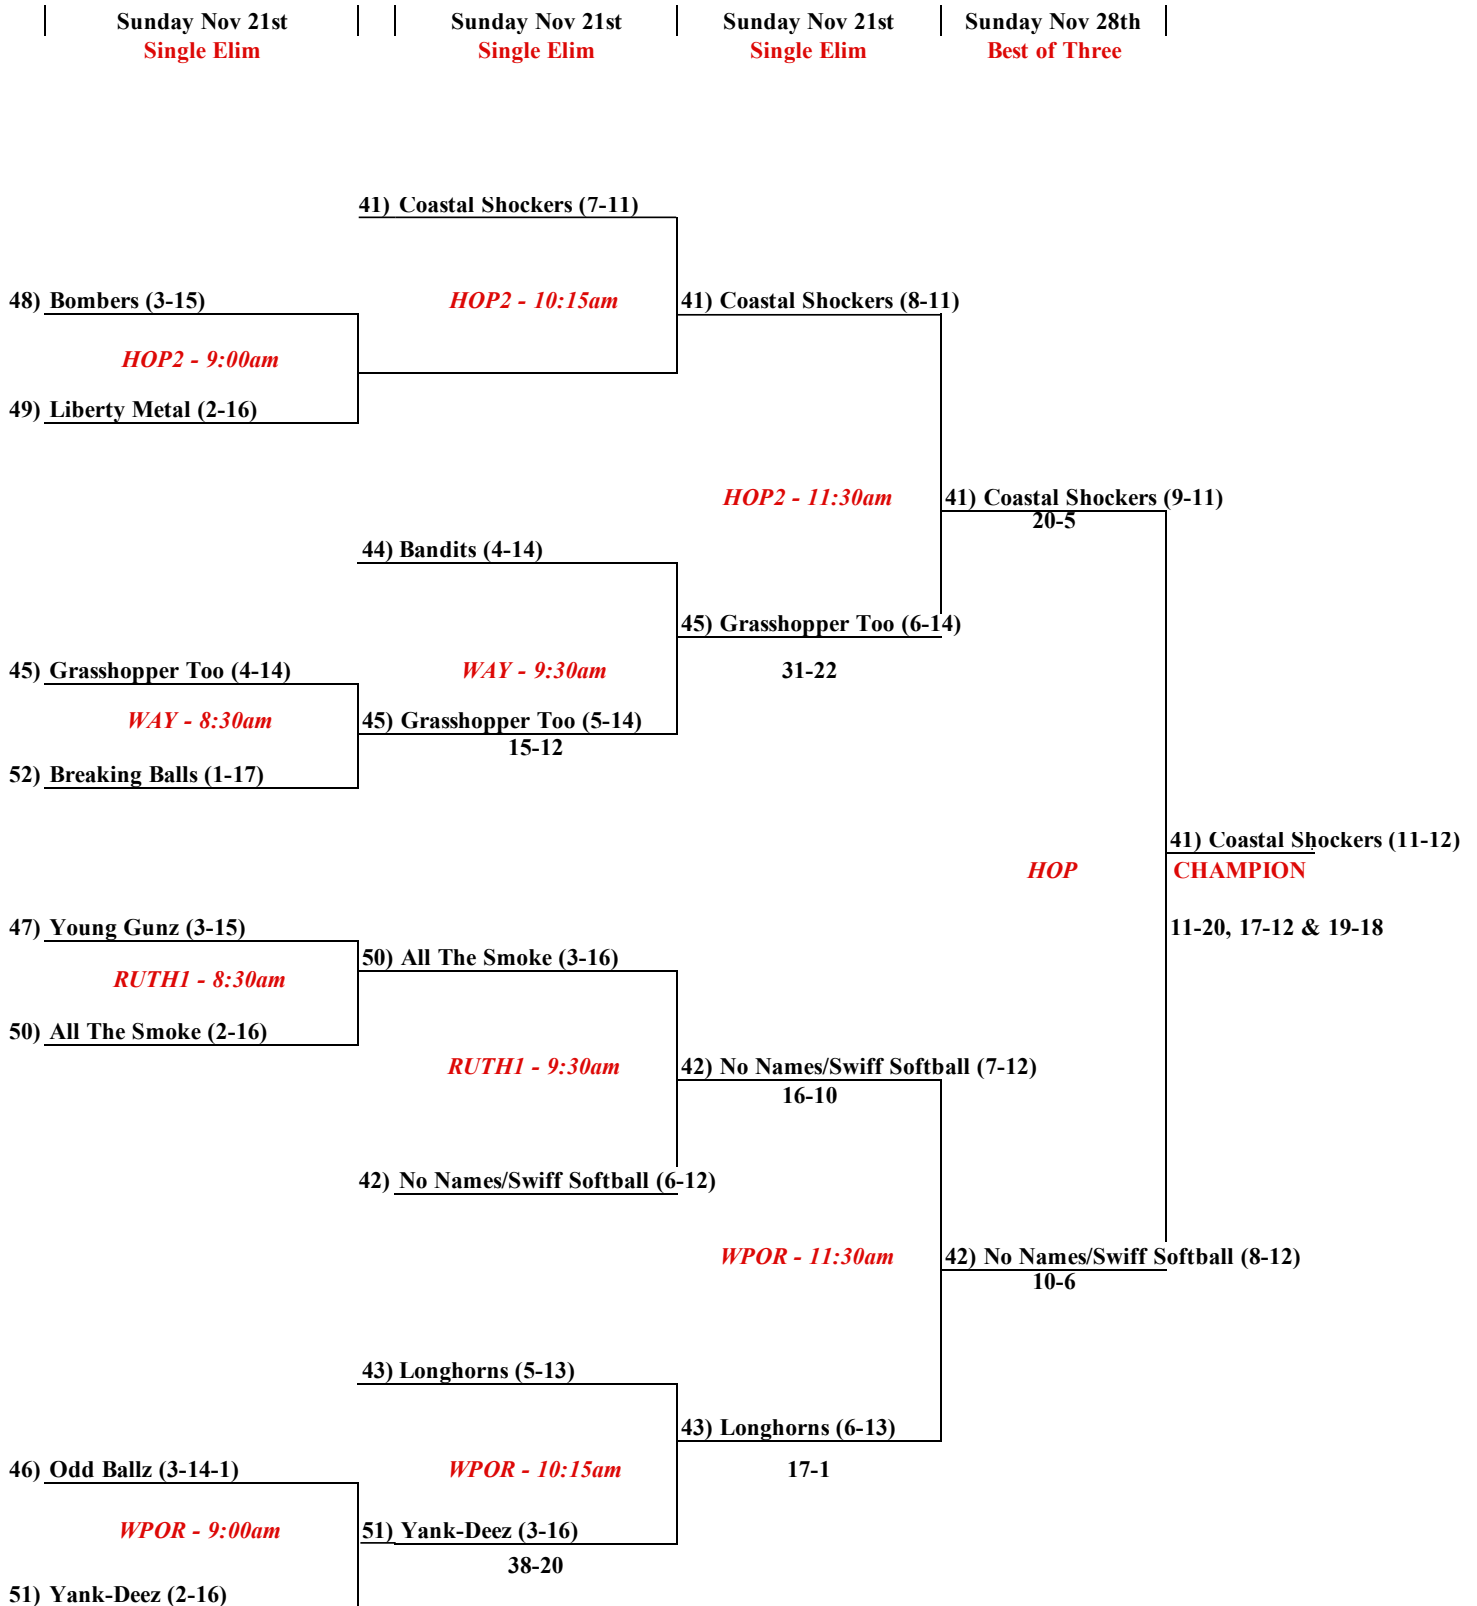 Sunday Nov 21st Sunday Nov 21st Sunday Nov 21st Sunday Nov 28th
Single Elim Single Elim Single Elim Best of Three
41) Coastal Shockers (7-11)
48) Bombers (3-15) HOP2 - 10:15am 41) Coastal Shockers (8-11)
HOP2 - 9:00am
49) Liberty Metal (2-16)
HOP2 - 11:30am 41) Coastal Shockers (9-11)
20-5
44) Bandits (4-14)
45) Grasshopper Too (6-14)
45) Grasshopper Too (4-14) WAY - 9:30am 31-22
WAY - 8:30am 45) Grasshopper Too (5-14)
15-12
52) Breaking Balls (1-17)
41) Coastal Shockers (11-12)
HOP CHAMPION
47) Young Gunz (3-15) 11-20, 17-12 & 19-18
50) All The Smoke (3-16)
RUTH1 - 8:30am
50) All The Smoke (2-16)
RUTH1 - 9:30am 42) No Names/Swiff Softball (7-12)
16-10
42) No Names/Swiff Softball (6-12)
WPOR - 11:30am 42) No Names/Swiff Softball (8-12)
10-6
43) Longhorns (5-13)
43) Longhorns (6-13)
46) Odd Ballz (3-14-1) WPOR - 10:15am 17-1
WPOR - 9:00am 51) Yank-Deez (3-16)
38-20
51) Yank-Deez (2-16)